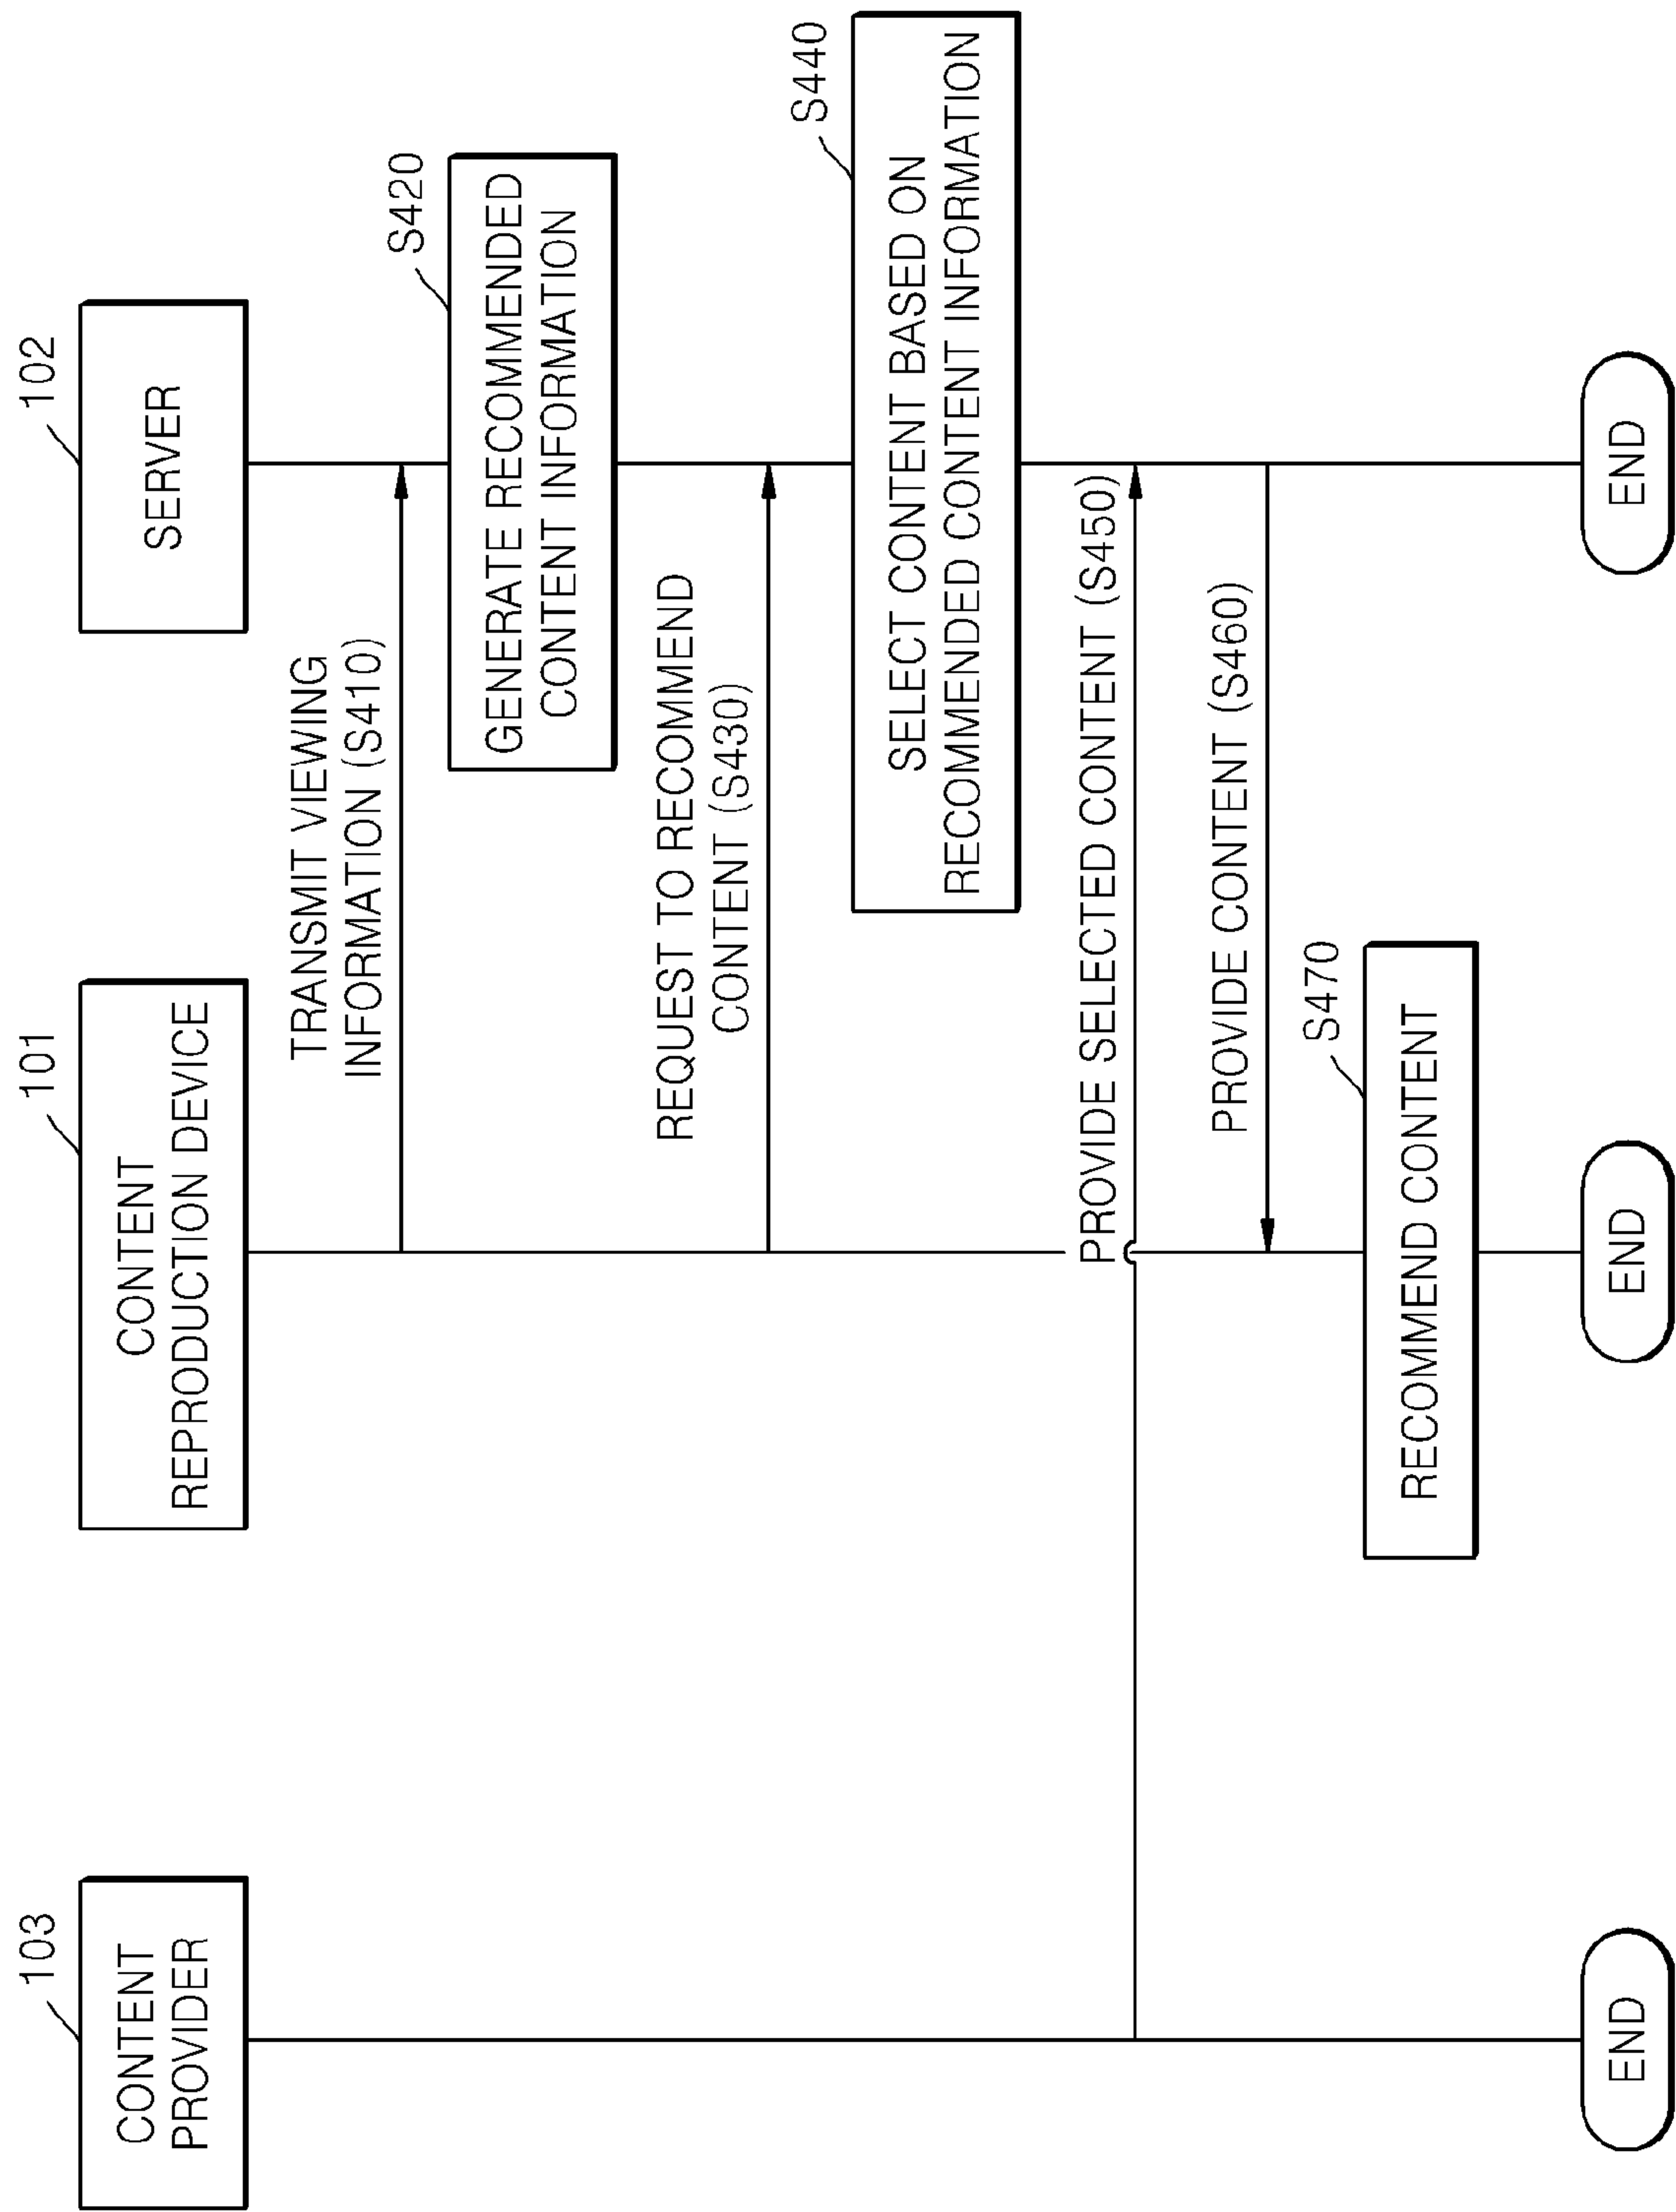 103
CONTENT
PROVIDER
101
CONTENT
REPRODUCTION DEVICE
102
SERVER
TRANSMIT VIEWING
INFORMATION (S410)
S420
GENERATE RECOMMENDED
CONTENT INFORMATION
REQUEST TO RECOMMEND
CONTENT (S430)
S440
SELECT CONTENT BASED ON
RECOMMENDED CONTENT INFORMATION
PROVIDE SELECTED CONTENT (S450)
PROVIDE CONTENT (S460)
S470
RECOMMEND CONTENT
END
END
END